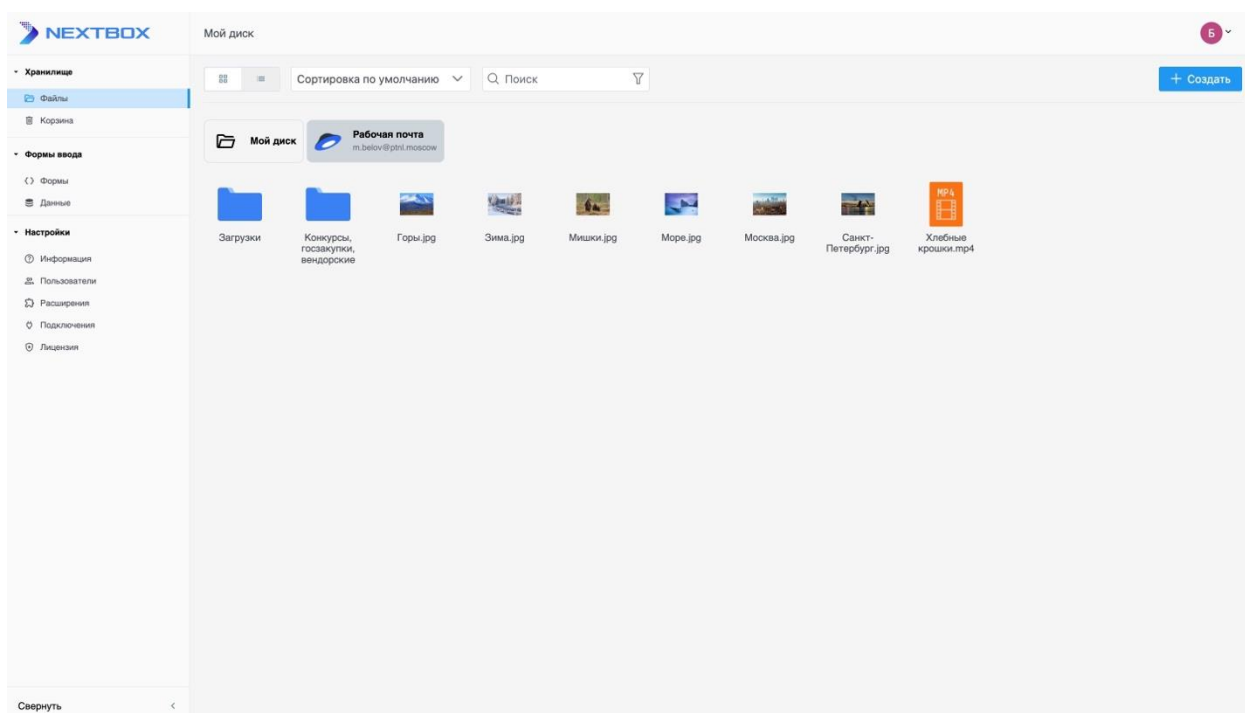 NEXTBOX
Мой диск
Б
Хранилище
Файлы
Корзина
Формы ввода
Формы
Данные
Настройки
Информация
Пользователи
Расширения
Подключения
Лицензия
Свернуть
Сортировка по умолчанию
Поиск
+ Создать
Мой диск
Рабочая почта
m.belov@ptnl.moscow
Загрузки
Конкурсы,
госзакупки,
вендорские
Горы.jpg
Зима.jpg
Мишки.jpg
Море.jpg
Москва.jpg
Санкт-
Петербург.jpg
MP4
Хлебные
крошки.mp4